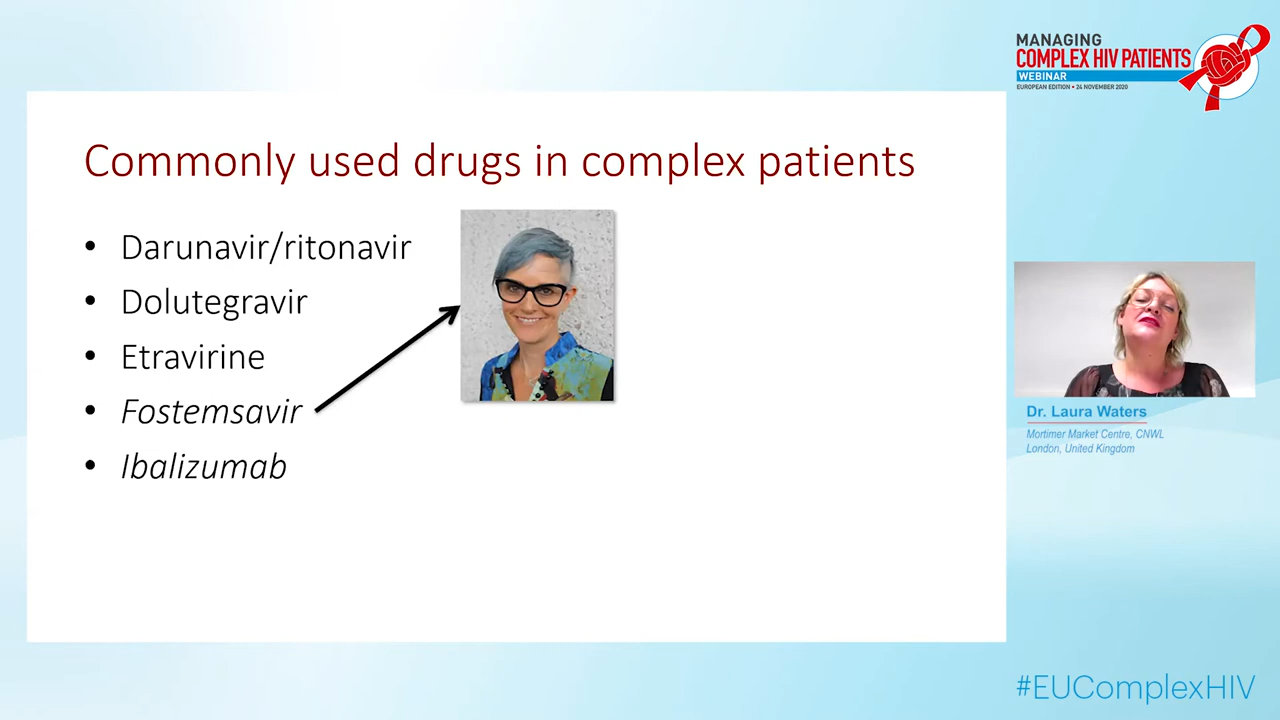 Commonly used drugs in complex patients
• Darunavir/ritonavir
• Dolutegravir
• Etravirine
• Fostemsavir
• Ibalizumab
MANAGING
COMPLEX HIV PATIENTS
WEBINAR
EUROPEAN EDITION • 24 NOVEMBER 2020
Dr. Laura Waters
Mortimer Market Centre, CNWL
London, United Kingdom
#EUComplexHIV